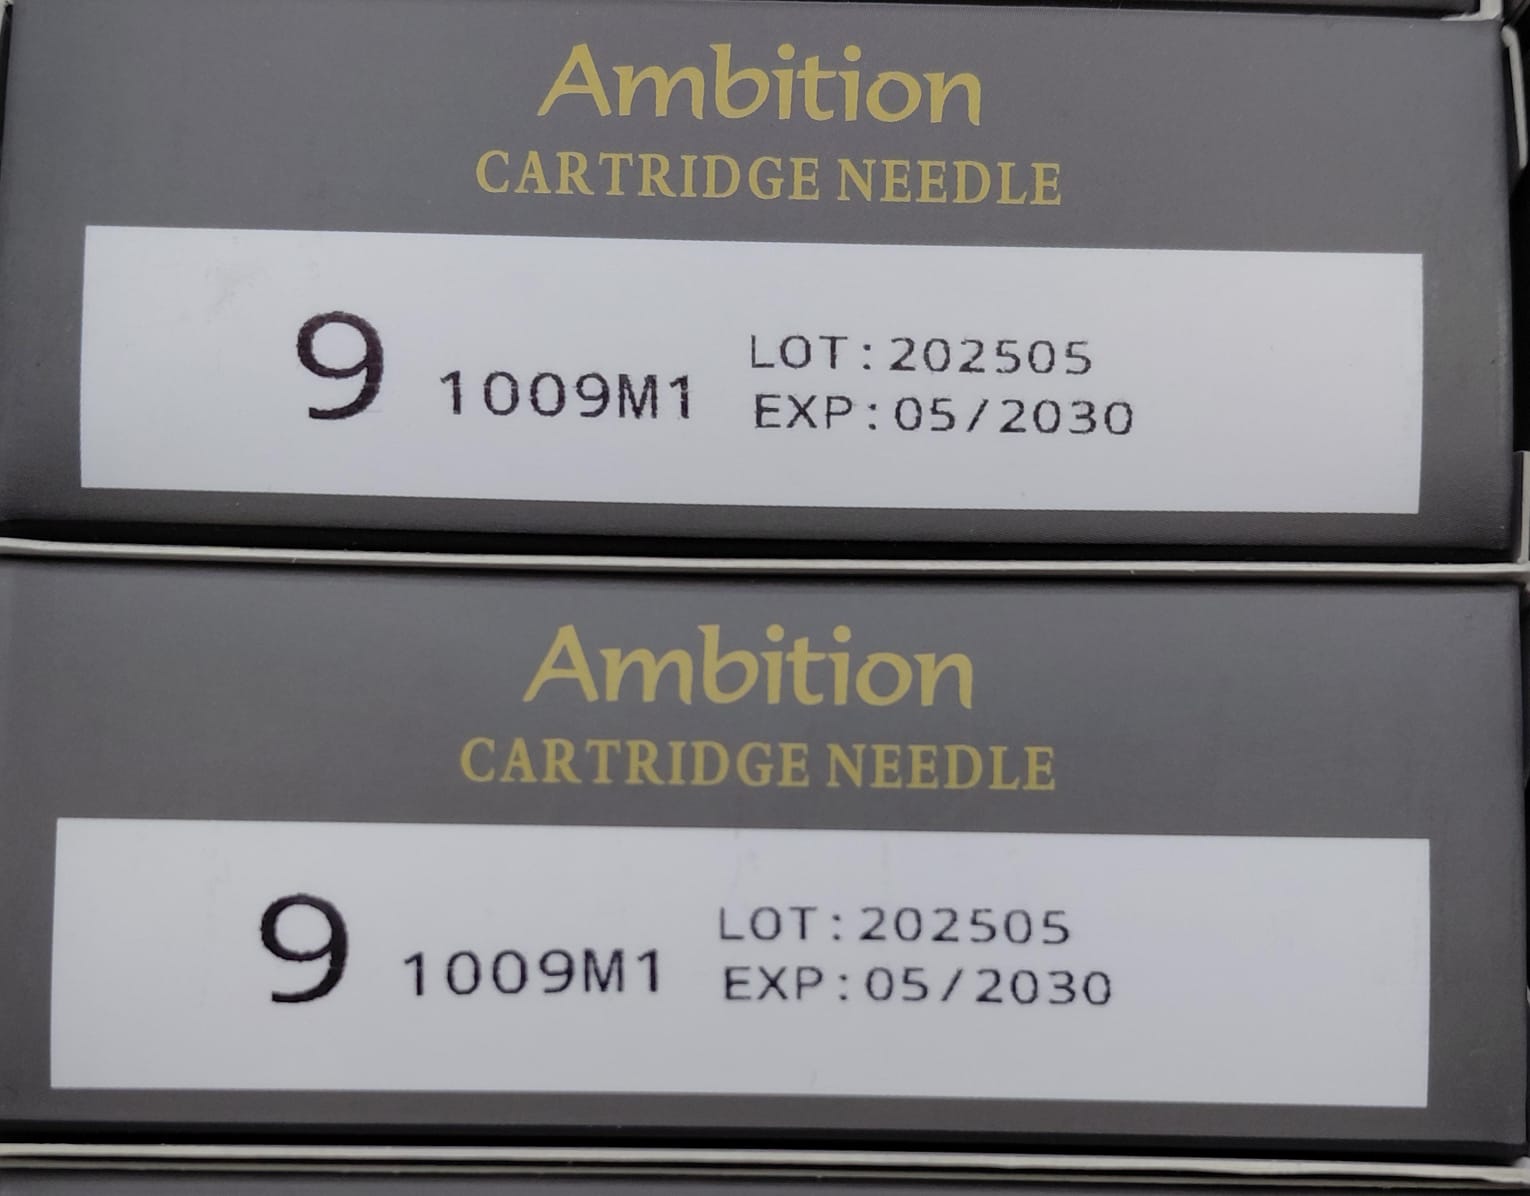 Ambition
CARTRIDGE NEEDLE
9 1009M1
LOT:202505
EXP:05/2030
Ambition
CARTRIDGE NEEDLE
9 1009M1
LOT:202505
EXP:05/2030